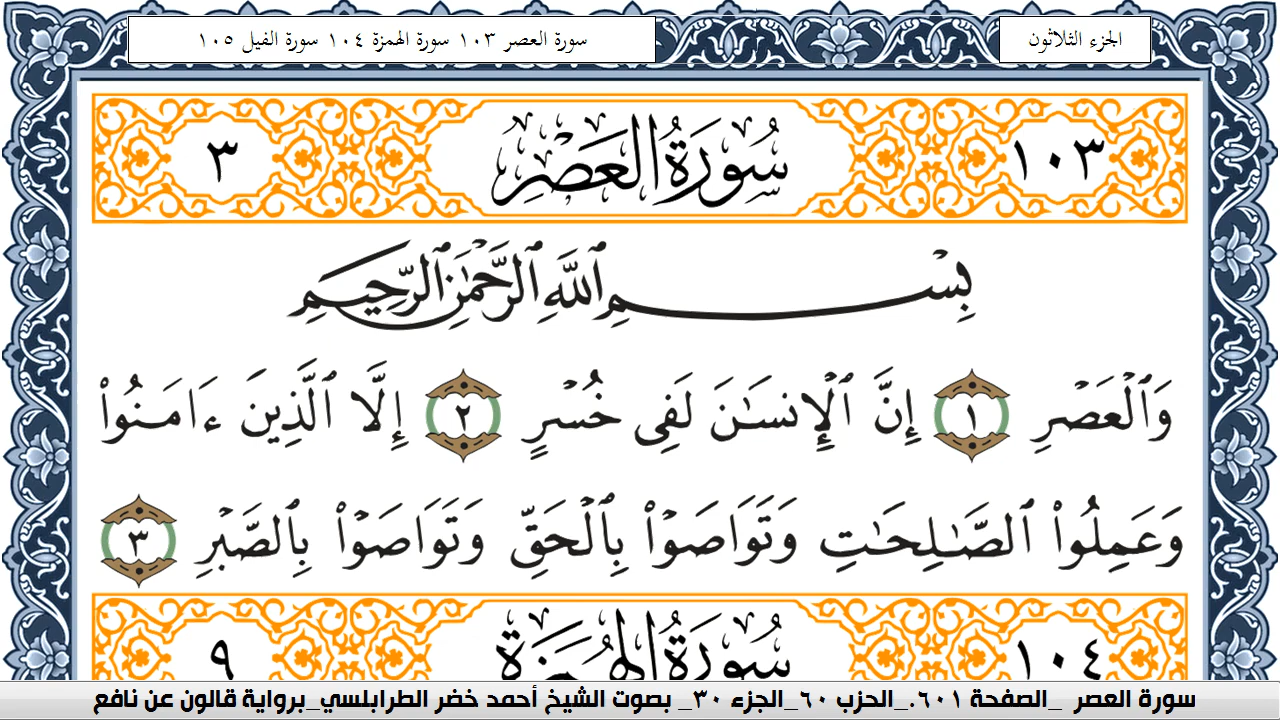 الجزء الثلاثون
سورة العصر ١٠٣ سورة الهمزة ١٠٤ سورة الفيل ١٠٥
١٠٣ سُورَةُ العَصْرِ ٣
بِسْمِ ٱللَّهِ ٱلرَّحْمَٰنِ ٱلرَّحِيمِ
وَٱلْعَصْرِ ١ إِنَّ ٱلْإِنسَٰنَ لَفِى خُسْرٍ ٢ إِلَّا ٱلَّذِينَ ءَامَنُوا۟
وَعَمِلُوا۟ ٱلصَّٰلِحَٰتِ وَتَوَاصَوْا۟ بِٱلْحَقِّ وَتَوَاصَوْا۟ بِٱلصَّبْرِ ٣
١٠٤ سُورَةُ الهُمَزَة ٩
سورة العصر _الصفحة ٦٠١._الحزب ٦٠_الجزء ٣٠_ بصوت الشيخ أحمد خضر الطرابلسي_برواية قالون عن نافع